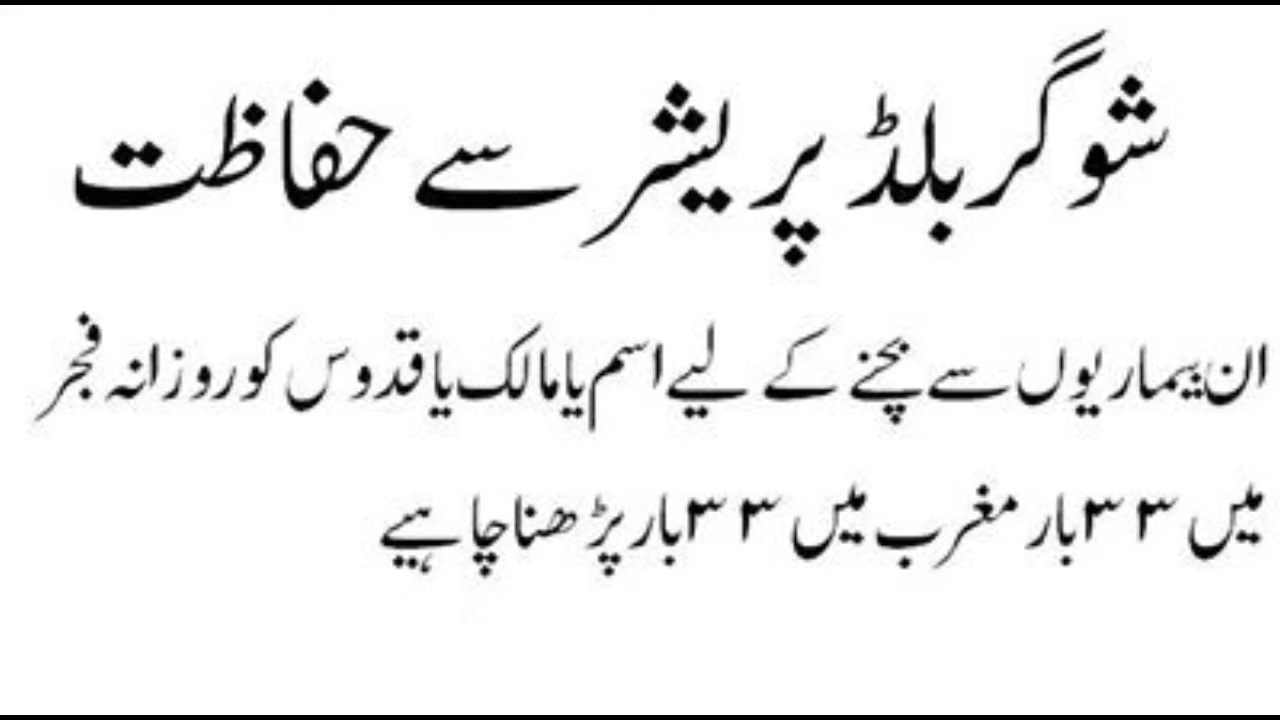 شوگر بلڈ پریشر سے حفاظت
ان بیماریوں سے بچنے کے لیے اسم یا مالک یا قدوس کو روزانہ فجر
میں ۳۳ بار مغرب میں ۳۳ بار پڑھنا چاہیے